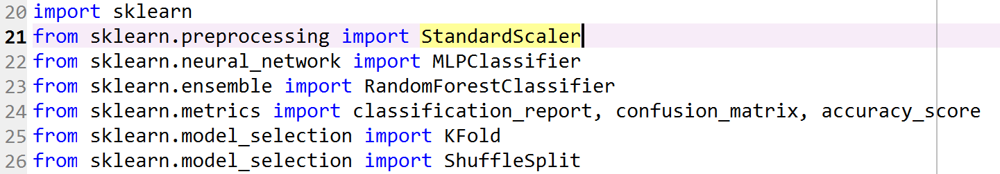 20 import sklearn
21 from sklearn.preprocessing import StandardScaler
22 from sklearn.neural_network import MLPClassifier
23 from sklearn.ensemble import RandomForestClassifier
24 from sklearn.metrics import classification_report, confusion_matrix, accuracy_score
25 from sklearn.model_selection import KFold
26 from sklearn.model_selection import ShuffleSplit